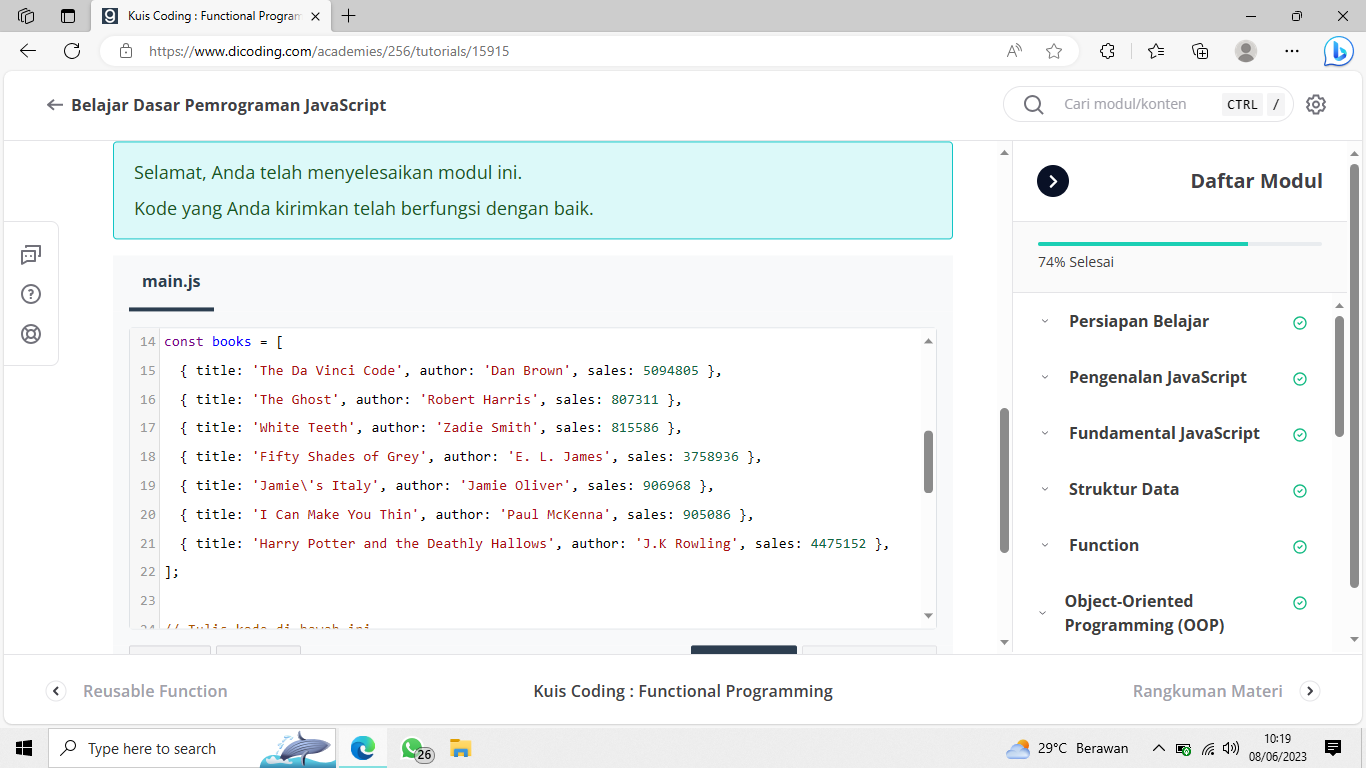 Kuis Coding : Functional Program
https://www.dicoding.com/academies/256/tutorials/15915
Belajar Dasar Pemrograman JavaScript
Cari modul/konten CTRL /
Selamat, Anda telah menyelesaikan modul ini.
Kode yang Anda kirimkan telah berfungsi dengan baik.
main.js
14 const books = [
15 { title: 'The Da Vinci Code', author: 'Dan Brown', sales: 5094805 },
16 { title: 'The Ghost', author: 'Robert Harris', sales: 807311 },
17 { title: 'White Teeth', author: 'Zadie Smith', sales: 815586 },
18 { title: 'Fifty Shades of Grey', author: 'E. L. James', sales: 3758936 },
19 { title: 'Jamie\'s Italy', author: 'Jamie Oliver', sales: 906968 },
20 { title: 'I Can Make You Thin', author: 'Paul McKenna', sales: 905086 },
21 { title: 'Harry Potter and the Deathly Hallows', author: 'J.K Rowling', sales: 4475152 },
22 ];
23
24 // Tulis kode di bawah ini
Daftar Modul
74% Selesai
Persiapan Belajar
Pengenalan JavaScript
Fundamental JavaScript
Struktur Data
Function
Object-Oriented
Programming (OOP)
Reusable Function
Kuis Coding : Functional Programming
Rangkuman Materi
Type here to search
26
29°C Berawan
10:19
08/06/2023